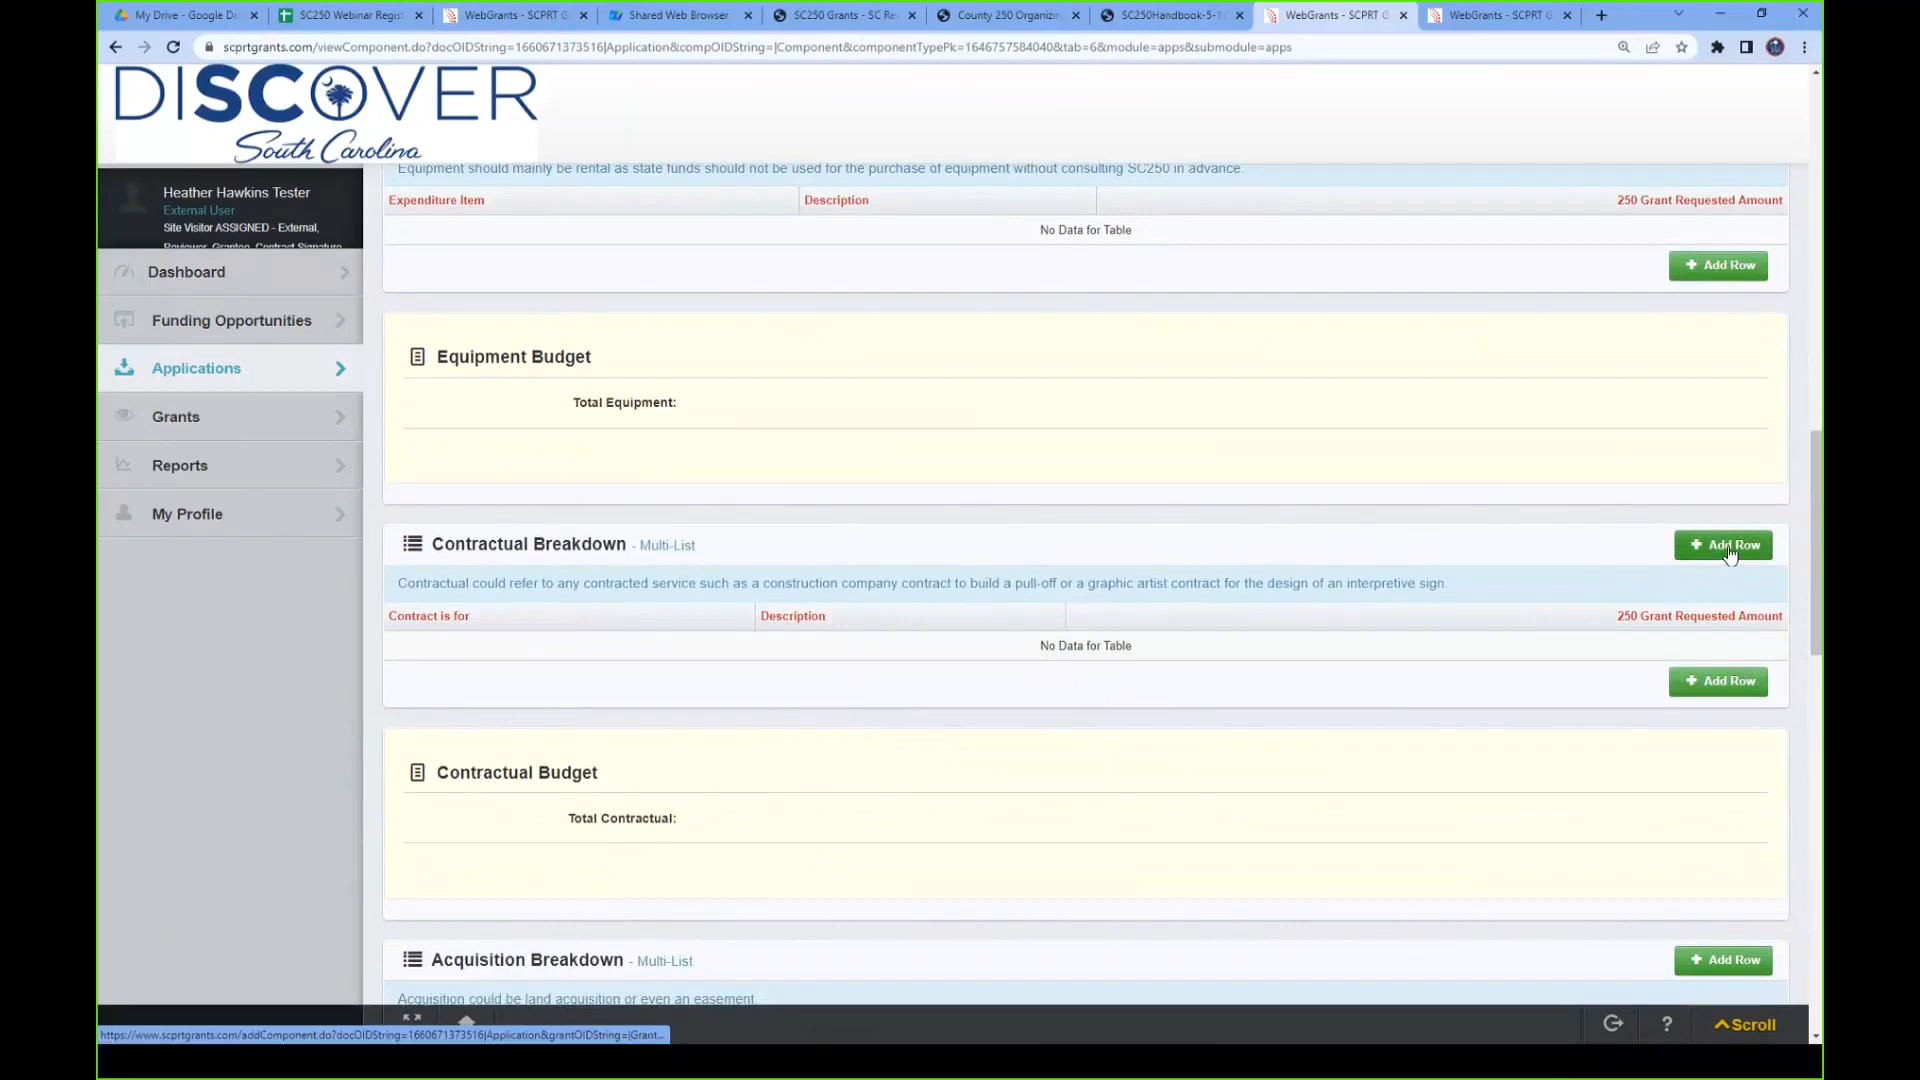 My Drive - Google Dr
SC250 Webinar Regist
WebGrants - SCPRT G
Shared Web Browser
SC250 Grants - SC Re
County 250 Organizin
SC250Handbook-5-1
WebGrants - SCPRT G
WebGrants - SCPRT G
scprtgrants.com/viewComponent.do?docOIDString=1660671373516|Application&compOIDString=|Component&componentTypePk=1646757584040&tab=6&module=apps&submodule=apps
DISCOVER
South Carolina
Equipment should mainly be rental as state funds should not be used for the purchase of equipment without consulting SC250 in advance.
Heather Hawkins Tester
External User
Site Visitor ASSIGNED - External,
Reviewer, Grantee, Contract Signature
Expenditure Item
Description
250 Grant Requested Amount
No Data for Table
Add Row
Dashboard
Funding Opportunities
Applications
Grants
Reports
My Profile
Equipment Budget
Total Equipment:
Contractual Breakdown - Multi-List
Add Row
Contractual could refer to any contracted service such as a construction company contract to build a pull-off or a graphic artist contract for the design of an interpretive sign.
Contract is for
Description
250 Grant Requested Amount
No Data for Table
Add Row
Contractual Budget
Total Contractual:
Acquisition Breakdown - Multi-List
Add Row
Acquisition could be land acquisition or even an easement.
https://www.scprtgrants.com/addComponent.do?docOIDString=1660671373516|Application&grantOIDString=|Grant...
?
Scroll